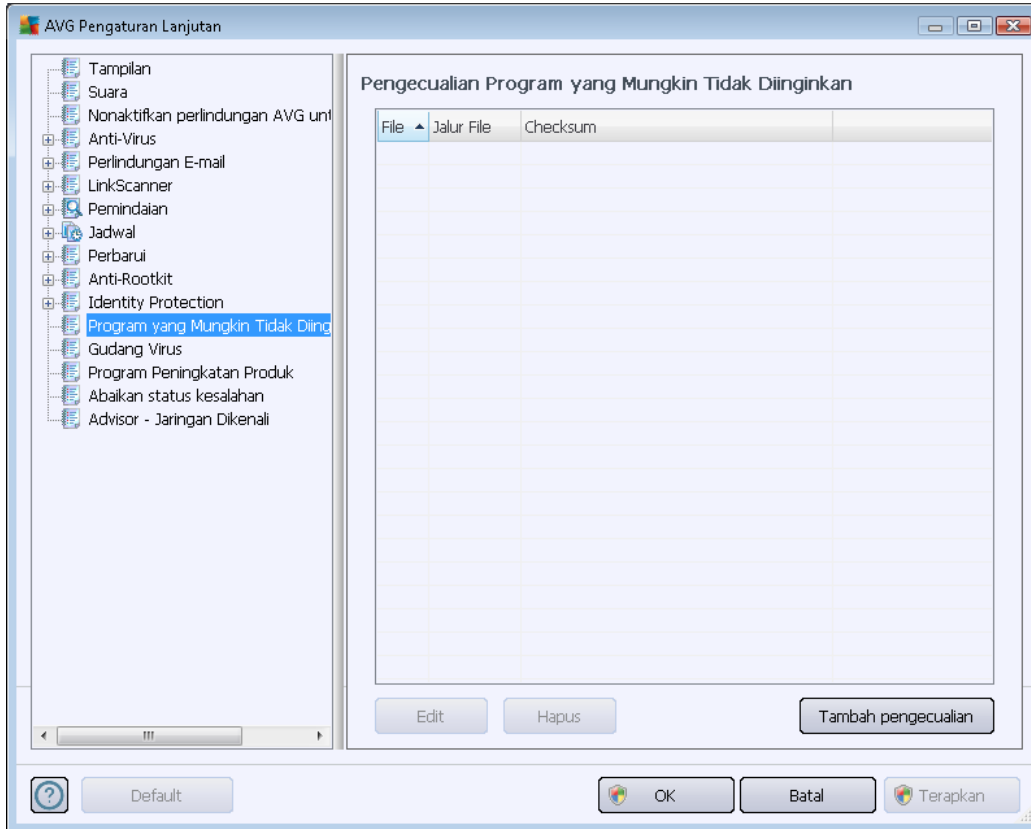 AVG Pengaturan Lanjutan
Tampilan
Suara
Nonaktifkan perlindungan AVG unt
Anti-Virus
Perlindungan E-mail
LinkScanner
Pemindaian
Jadwal
Perbarui
Anti-Rootkit
Identity Protection
Program yang Mungkin Tidak Diing
Gudang Virus
Program Peningkatan Produk
Abaikan status kesalahan
Advisor - Jaringan Dikenali
Pengecualian Program yang Mungkin Tidak Diinginkan
File Jalur File Checksum
Edit Hapus Tambah pengecualian
Default OK Batal Terapkan